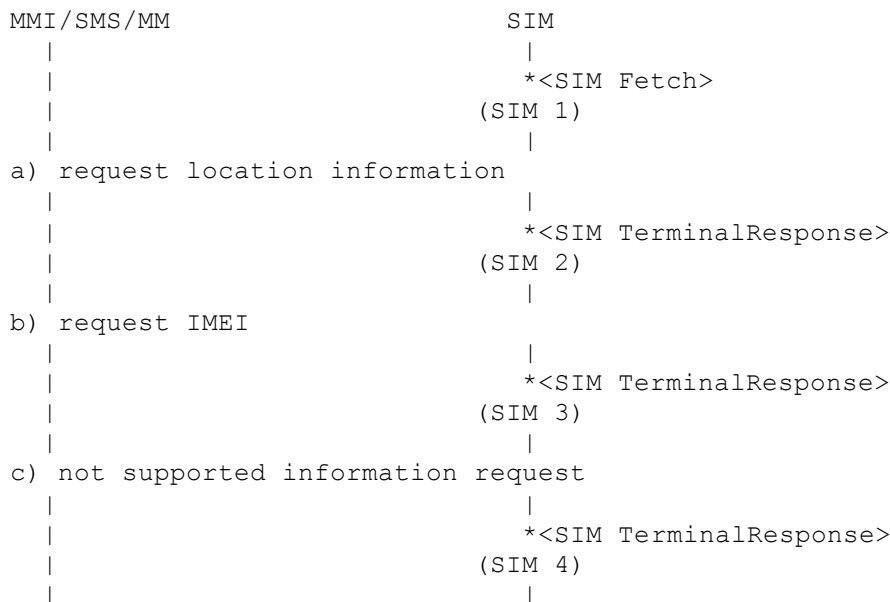 MMI/SMS/MM SIM
| |
| *<SIM Fetch>
| (SIM 1)
| |
a) request location information
| |
| *<SIM TerminalResponse>
| (SIM 2)
| |
b) request IMEI
| |
| *<SIM TerminalResponse>
| (SIM 3)
| |
c) not supported information request
| |
| *<SIM TerminalResponse>
| (SIM 4)
| |